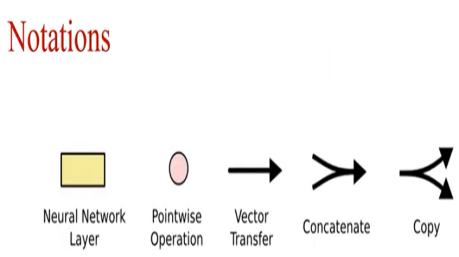 Notations
Neural Network
Layer
Pointwise
Operation
Vector
Transfer
Concatenate
Copy